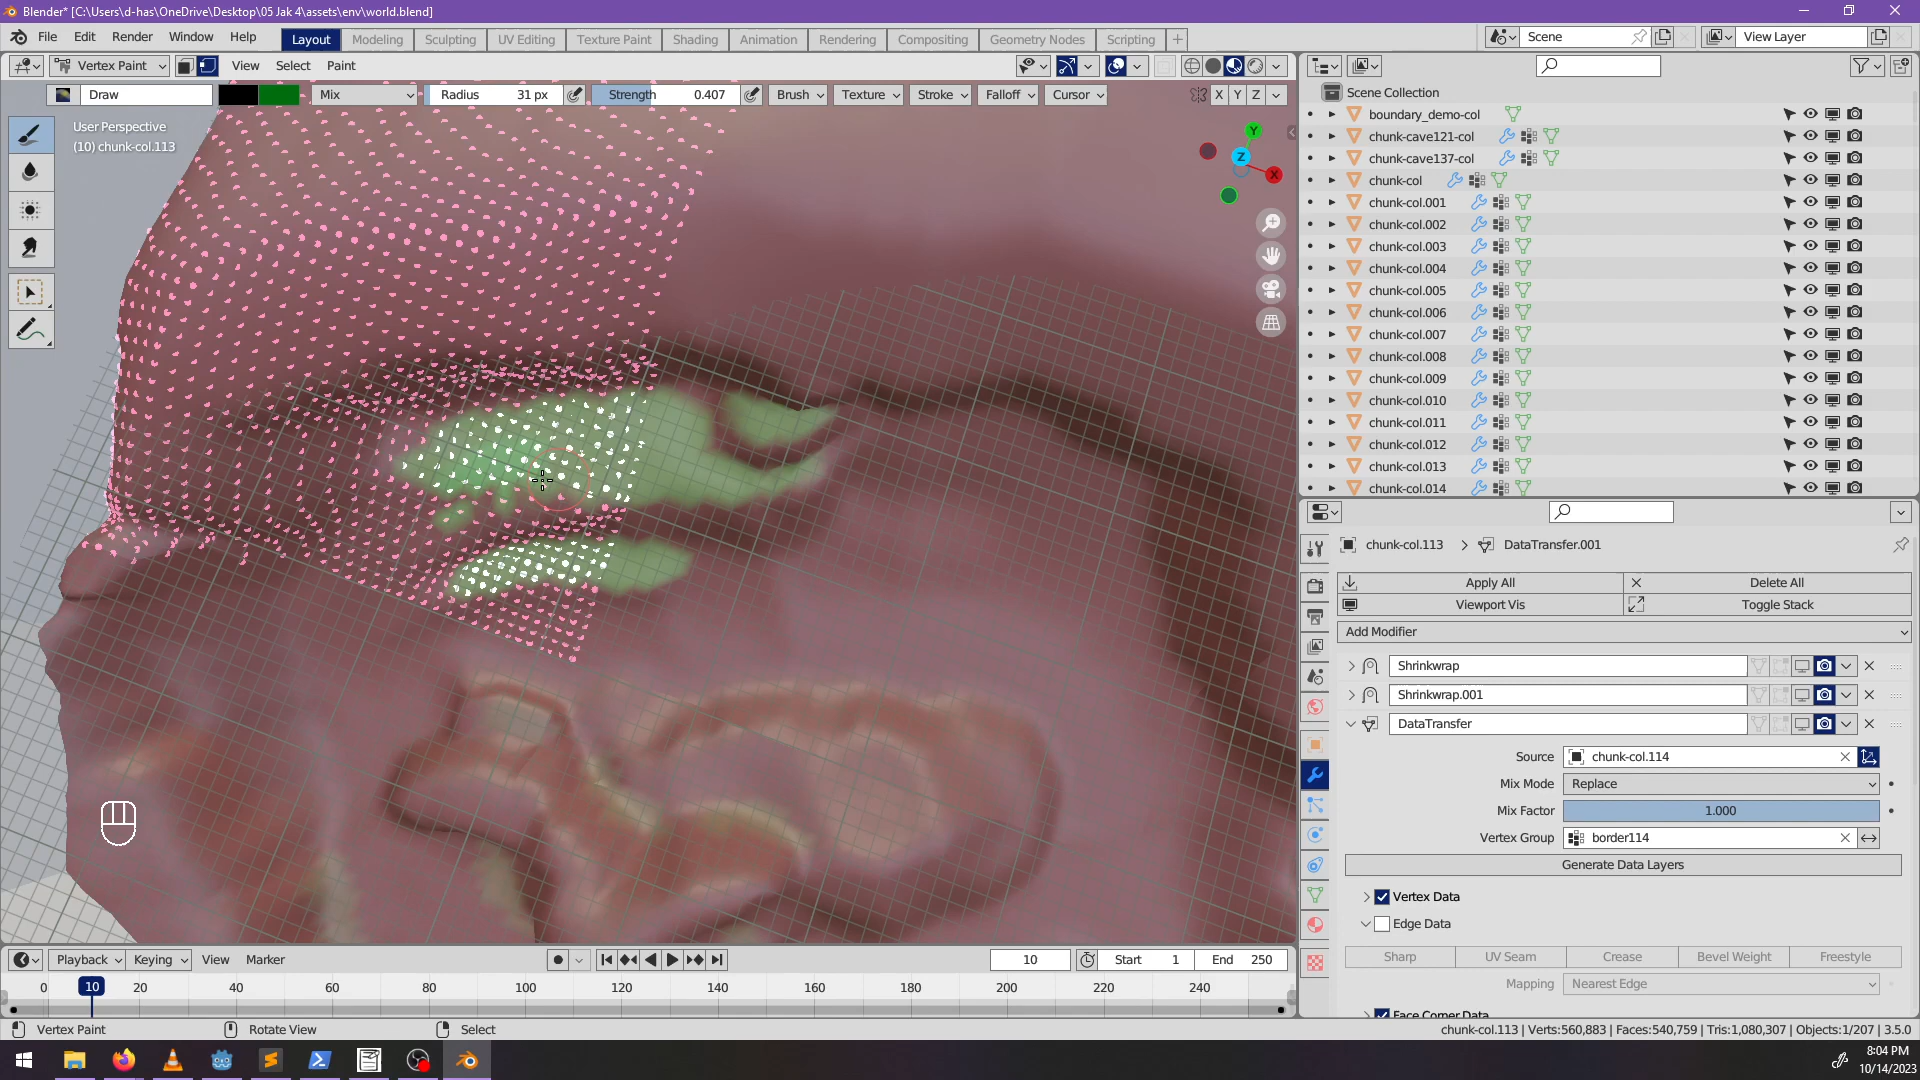 Blender* [C:\Users\d-has\OneDrive\Desktop\05 Jak 4\assets\env\world.blend]
File Edit Render Window Help Layout Modeling Sculpting UV Editing Texture Paint Shading Animation Rendering Compositing Geometry Nodes Scripting + Scene View Layer
Vertex Paint View Select Paint
Draw Mix Radius 31 px Strength 0.407 Brush Texture Stroke Falloff Cursor X Y Z
User Perspective
(10) chunk-col.113
Y
Z
X
Scene Collection
boundary_demo-col
chunk-cave121-col
chunk-cave137-col
chunk-col
chunk-col.001
chunk-col.002
chunk-col.003
chunk-col.004
chunk-col.005
chunk-col.006
chunk-col.007
chunk-col.008
chunk-col.009
chunk-col.010
chunk-col.011
chunk-col.012
chunk-col.013
chunk-col.014
chunk-col.113 > DataTransfer.001
Apply All Delete All
Viewport Vis Toggle Stack
Add Modifier
Shrinkwrap
Shrinkwrap.001
DataTransfer
Source chunk-col.114
Mix Mode Replace
Mix Factor 1.000
Vertex Group border114
Generate Data Layers
Vertex Data
Edge Data
Sharp UV Seam Crease Bevel Weight Freestyle
Mapping Nearest Edge
Face Corner Data
Playback Keying View Marker 10 Start 1 End 250
0 10 20 40 60 80 100 120 140 160 180 200 220 240
Vertex Paint Rotate View Select chunk-col.113 | Verts:560,883 | Faces:540,759 | Tris:1,080,307 | Objects:1/207 | 3.5.0
8:04 PM
10/14/2023